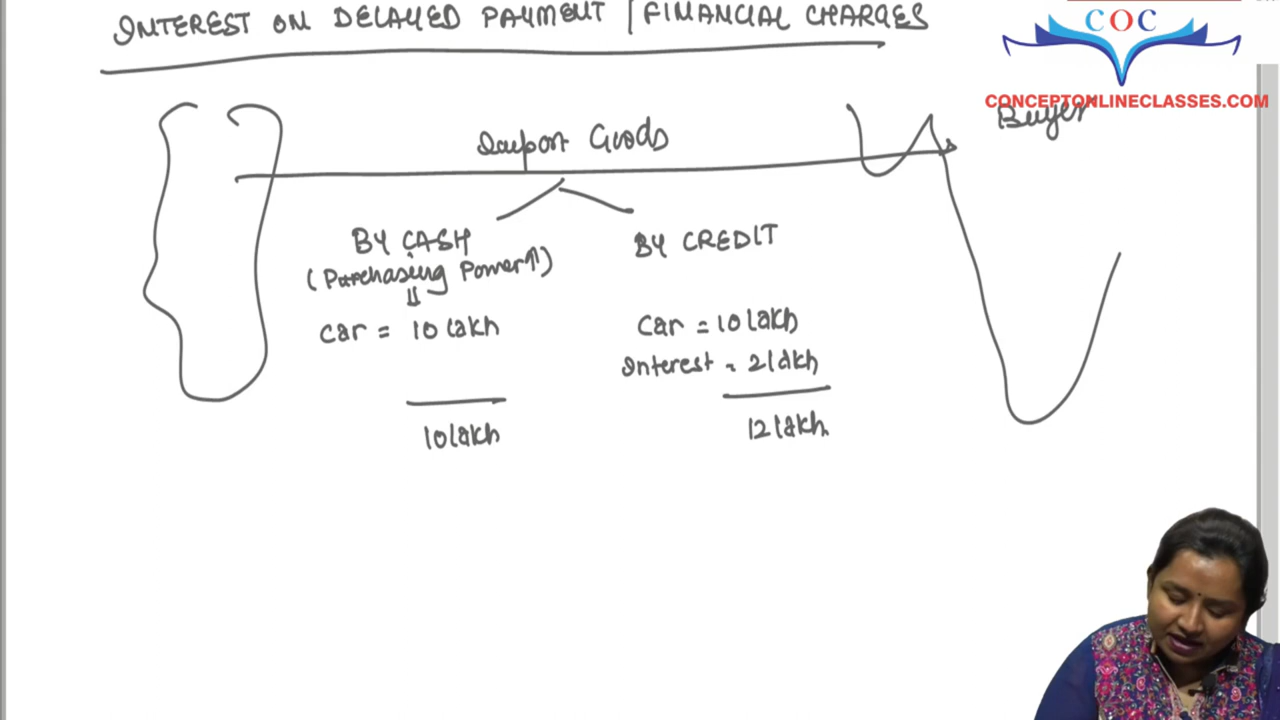 INTEREST ON DELAYED PAYMENT / FINANCIAL CHARGES
COC
CONCEPTONLINECLASSES.COM
Buyer
Import Goods
BY CASH
(Purchasing Power↑)
⇓
Car = 10 lakh
10 lakh
BY CREDIT
Car = 10 lakh
Interest = 2 lakh
12 lakh